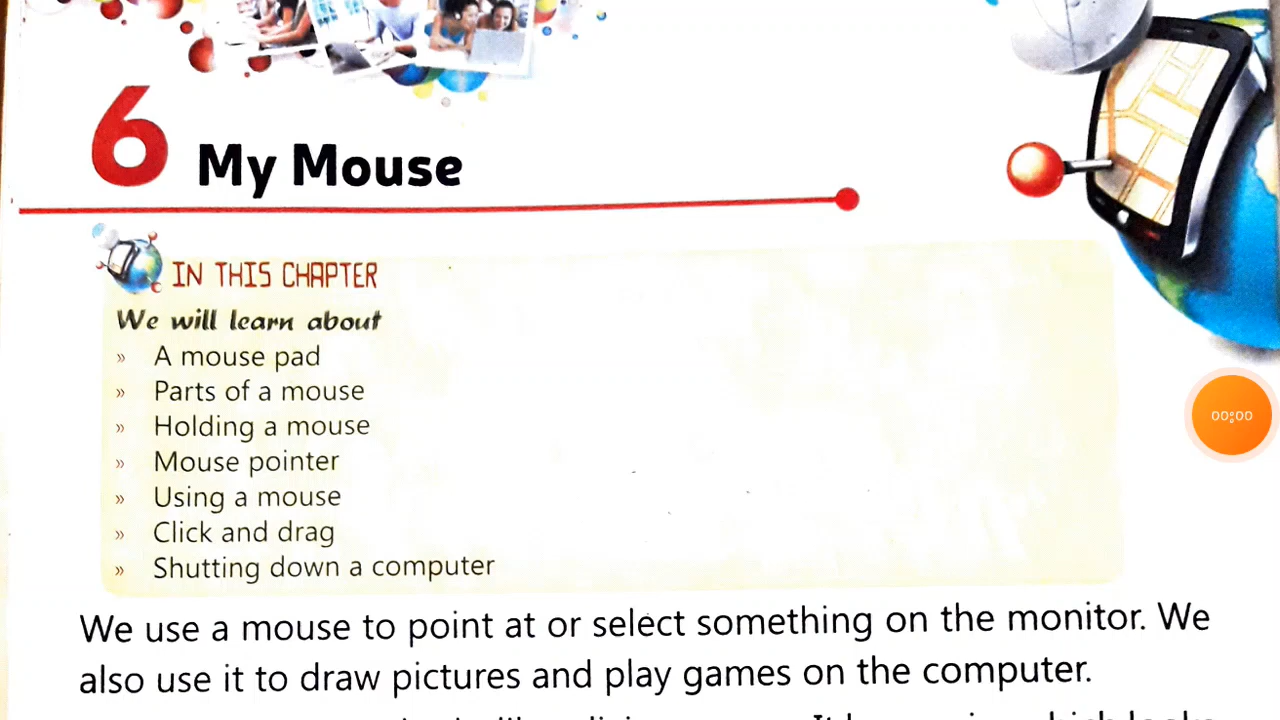 6 My Mouse
IN THIS CHAPTER
We will learn about
» A mouse pad
» Parts of a mouse
» Holding a mouse
» Mouse pointer
» Using a mouse
» Click and drag
» Shutting down a computer
00:00
We use a mouse to point at or select something on the monitor. We
also use it to draw pictures and play games on the computer.